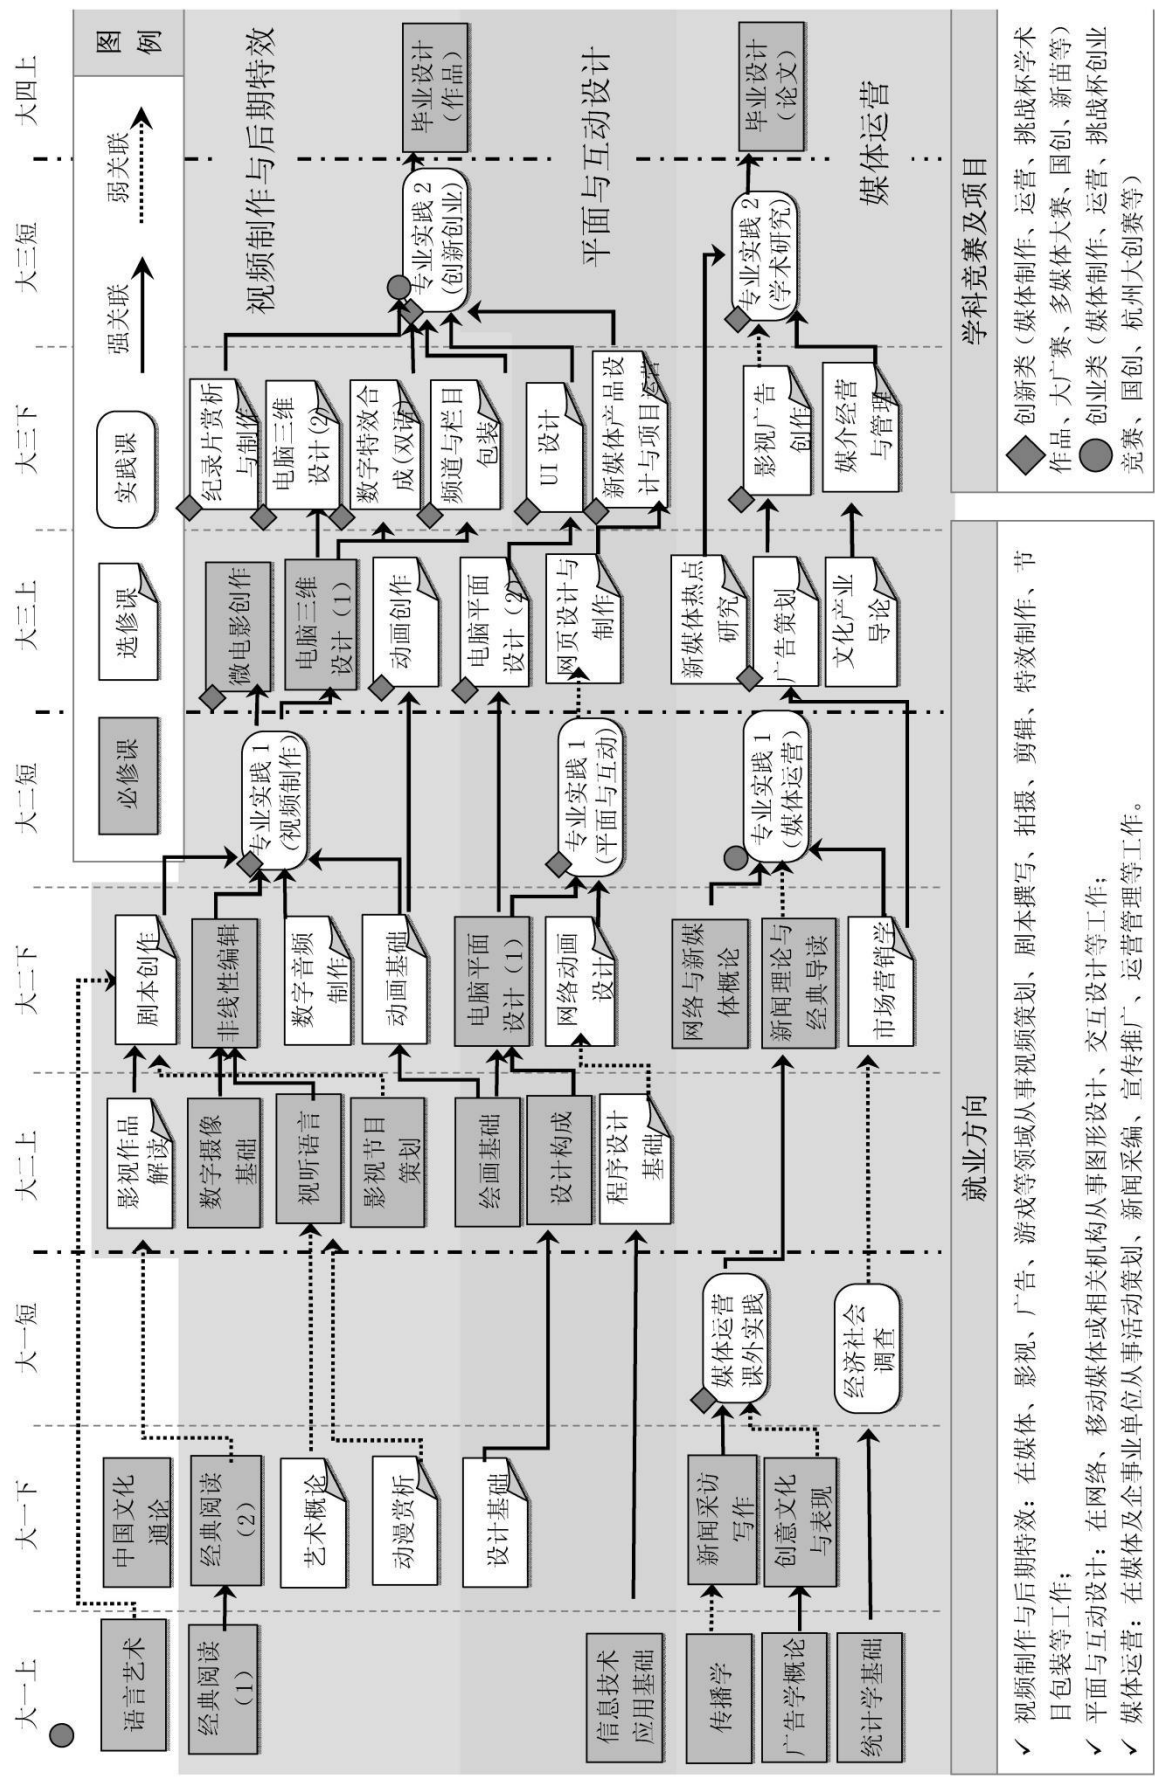 大一上
大一下
大一短
大二上
大二下
大二短
大三上
大三下
大三短
大四上
图
例
必修课
选修课
实践课
强关联
弱关联
视频制作与后期特效
平面与互动设计
媒体运营
语言艺术
经典阅读
（1）
信息技术
应用基础
传播学
广告学概论
统计学基础
中国文化
通论
经典阅读
（2）
艺术概论
动漫赏析
设计基础
新闻采访
写作
创意文化
与表现
媒体运营
课外实践
经济社会
调查
影视作品
解读
数字摄像
基础
视听语言
影视节目
策划
绘画基础
设计构成
程序设计
基础
剧本创作
非线性编辑
数字音频
制作
动画基础
电脑平面
设计（1）
网络动画
设计
网络与新媒
体概论
新闻理论与
经典导读
市场营销学
专业实践 1
(视频制作)
专业实践 1
(平面与互动)
专业实践 1
(媒体运营)
微电影创作
电脑三维
设计（1）
动画创作
电脑平面
设计（2）
网页设计与
制作
新媒体热点
研究
广告策划
文化产业
导论
纪录片赏析
与制作
电脑三维
设计(2)
数字特效合
成(双语)
频道与栏目
包装
UI 设计
新媒体产品设
计与项目运营
影视广告
创作
媒介经营
与管理
专业实践 2
(创新创业)
专业实践 2
(学术研究)
毕业设计
(作品)
毕业设计
(论文)
就业方向
✓ 视频制作与后期特效：在媒体、影视、广告、游戏等领域从事视频策划、剧本撰写、拍摄、剪辑、特效制作、节
目包装等工作；
✓ 平面与互动设计：在网络、移动媒体或相关机构从事图形设计、交互设计等工作；
✓ 媒体运营：在媒体及企事业单位从事活动策划、新闻采编、宣传推广、运营管理等工作。
学科竞赛及项目
创新类（媒体制作、运营、挑战杯学术
作品、大广赛、多媒体大赛、国创、新苗等）
创业类（媒体制作、运营、挑战杯创业
竞赛、国创、杭州大创赛等）